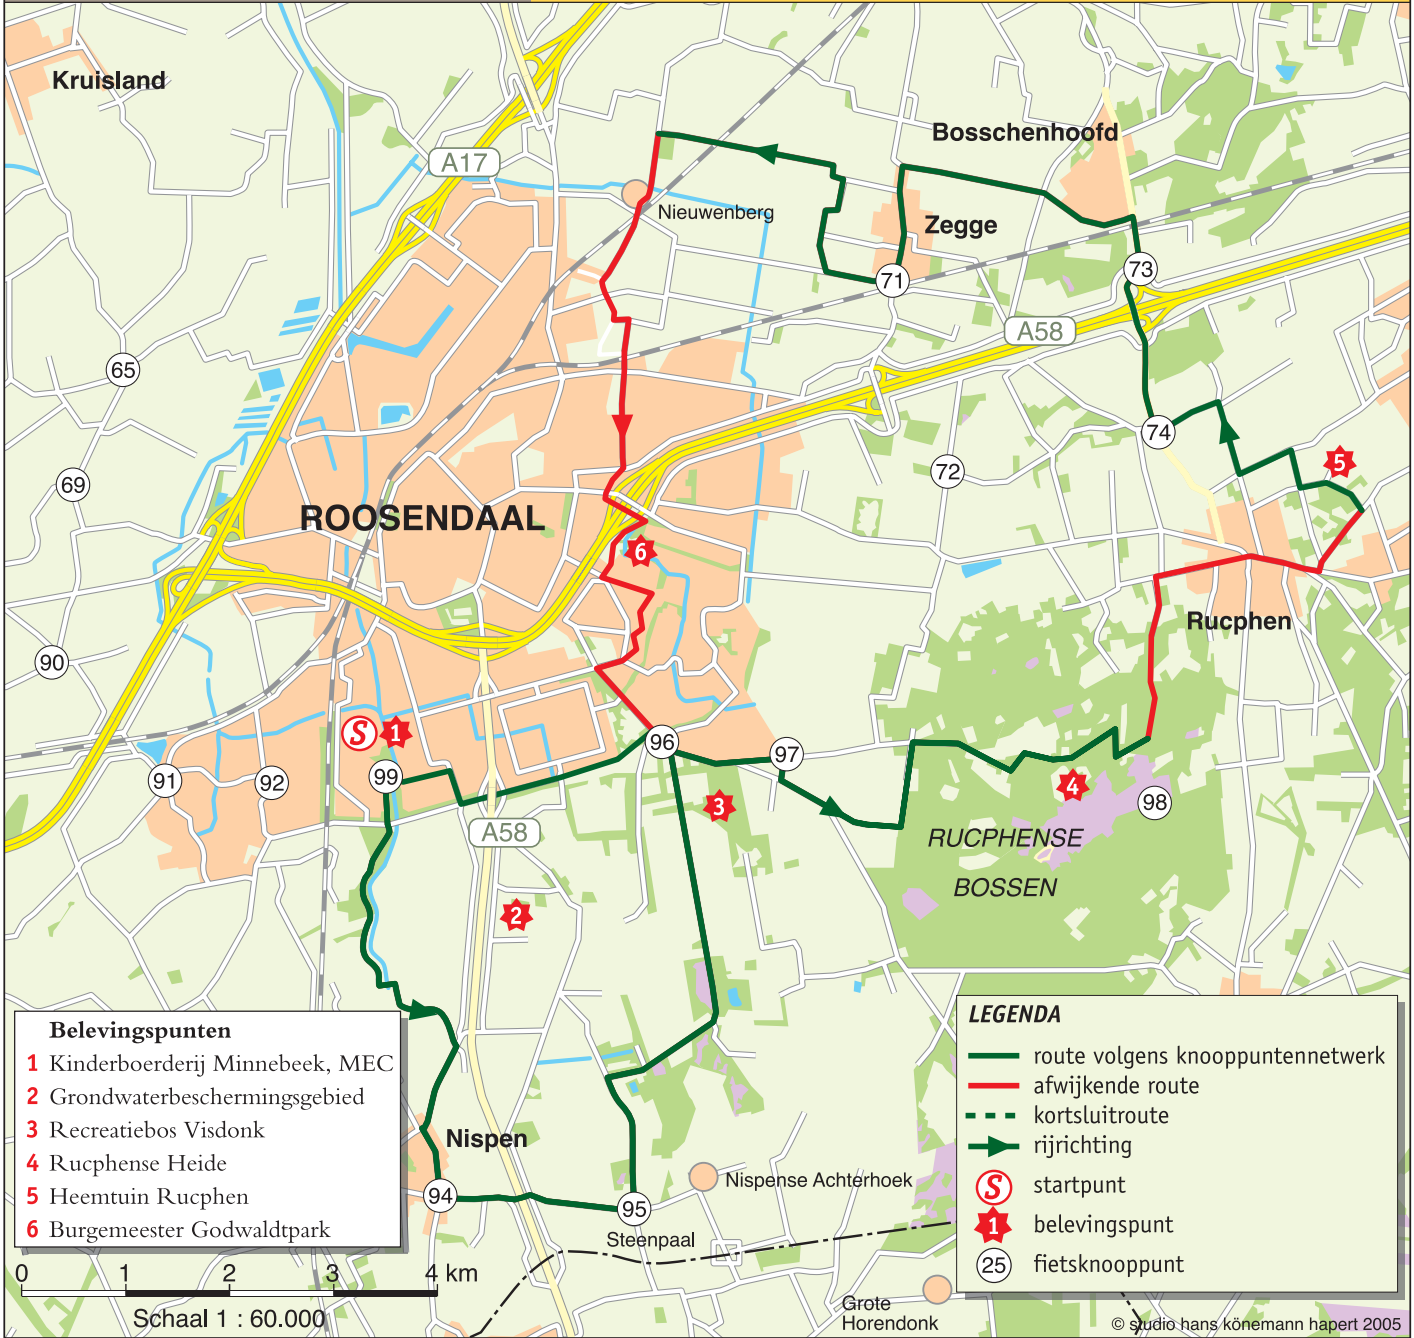 Kruisland
A17
Bosschenhoofd
Nieuwenberg
Zegge
73
71
A58
65
74
72
5
69
ROOSENDAAL
6
Rucphen
90
S
1
96
97
91
92
99
4
98
3
A58
RUCPHENSE
BOSSEN
2
Nispen
94
95
Nispense Achterhoek
Steenpaal
Grote
Horendonk
Belevingspunten
1 Kinderboerderij Minnebeek, MEC
2 Grondwaterbeschermingsgebied
3 Recreatiebos Visdonk
4 Rucphense Heide
5 Heemtuin Rucphen
6 Burgemeester Godwaldtpark
0 1 2 3 4 km
Schaal 1 : 60.000
LEGENDA
route volgens knooppuntennetwerk
afwijkende route
kortsluitroute
rijrichting
S startpunt
1 belevingspunt
25 fietsknooppunt
© studio hans könemann hapert 2005